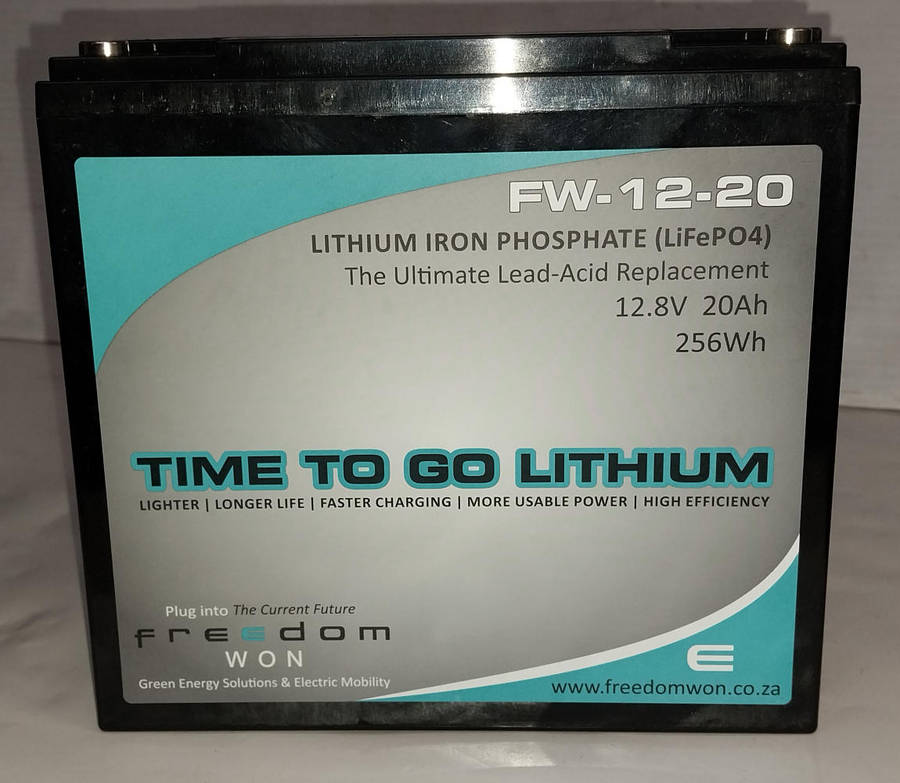 FW-12-20
LITHIUM IRON PHOSPHATE (LiFePO4)
The Ultimate Lead-Acid Replacement
12.8V 20Ah
256Wh
TIME TO GO LITHIUM
LIGHTER | LONGER LIFE | FASTER CHARGING | MORE USABLE POWER | HIGH EFFICIENCY
Plug into The Current Future
freedom
WON
Green Energy Solutions & Electric Mobility
www.freedomwon.co.za